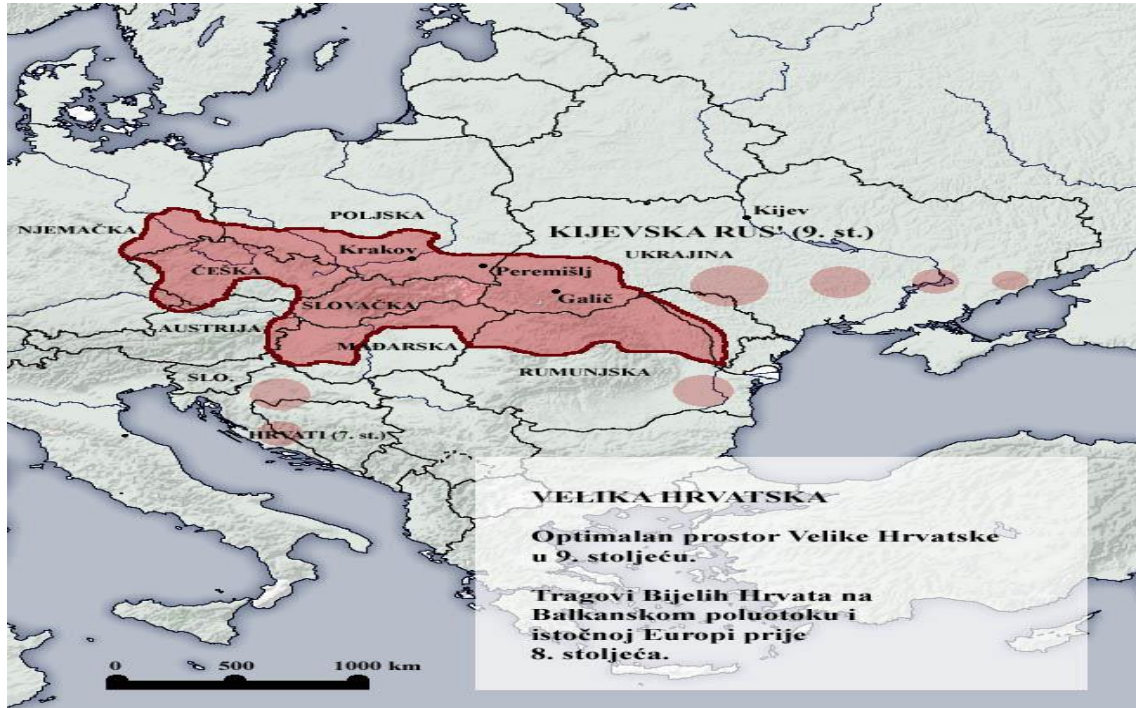 Kijev
POLJSKA
NJEMAČKA
KIJEVSKA RUS' (9. st.)
Krakov
UKRAJINA
Peremišlj
ČEŠKA
Galič
SLOVAČKA
AUSTRIJA
MAĐARSKA
RUMUNJSKA
SLO.
HRVATI (7. st.)
VELIKA HRVATSKA
Optimalan prostor Velike Hrvatske
u 9. stoljeću.
Tragovi Bijelih Hrvata na
Balkanskom poluotoku i
istočnoj Europi prije
8. stoljeća.
0 500 1000 km